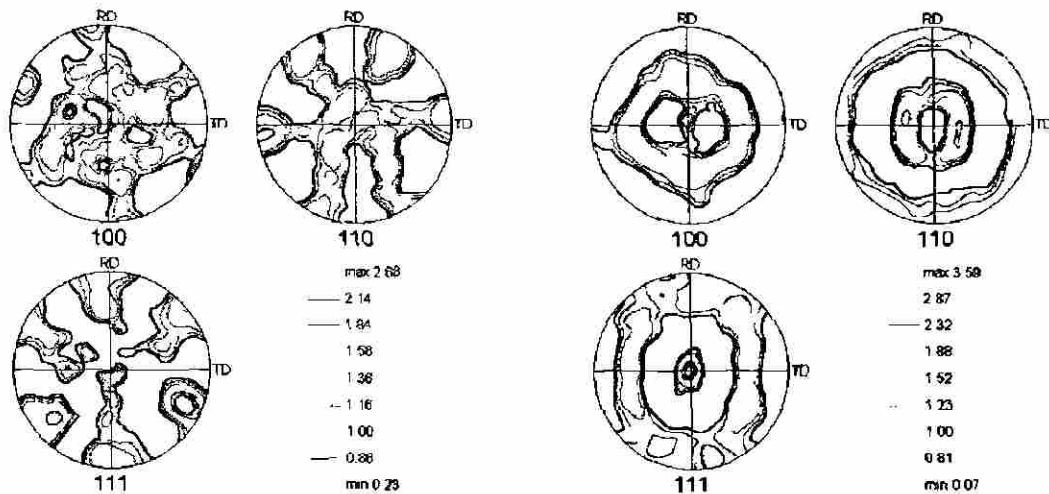 RD
RD
TD
TD
100
110
RD
TD
111
max 2.68
2.14
1.84
1.58
1.36
1.16
1.00
0.86
min 0.23
RD
RD
TD
TD
100
110
RD
TD
111
max 3.59
2.87
2.32
1.88
1.52
1.23
1.00
0.81
min 0.07